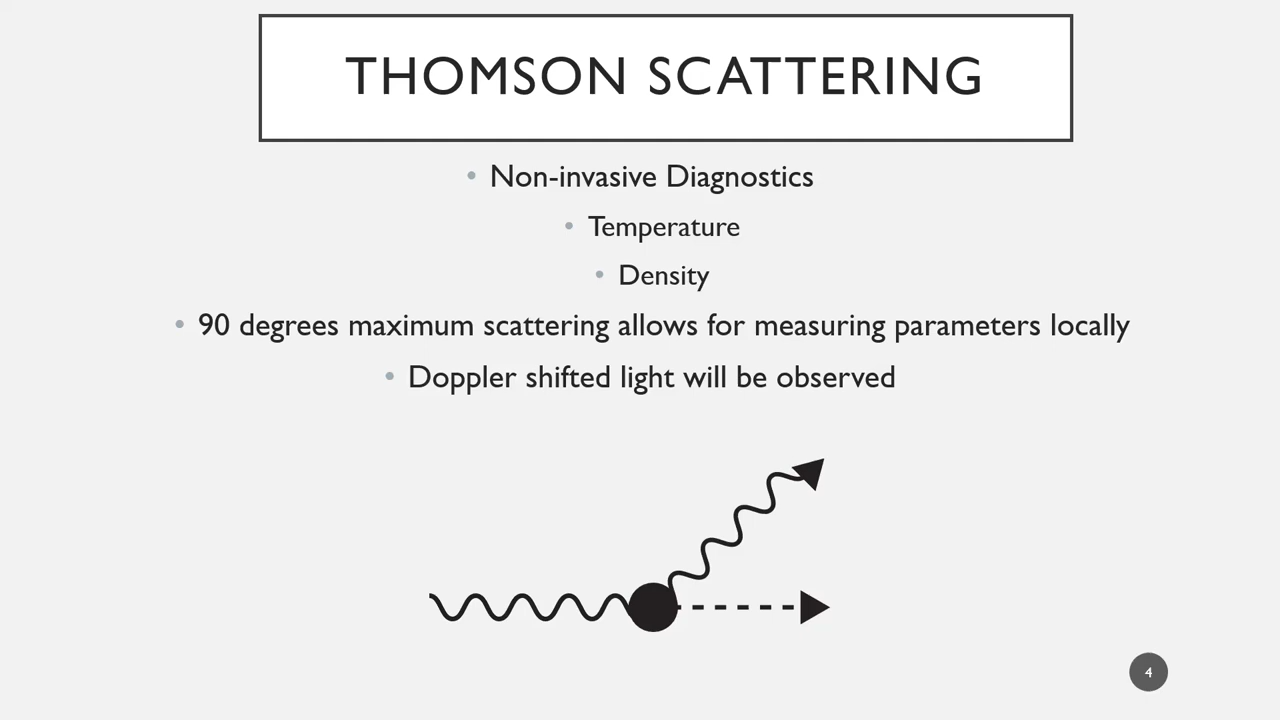 THOMSON SCATTERING
• Non-invasive Diagnostics
• Temperature
• Density
• 90 degrees maximum scattering allows for measuring parameters locally
• Doppler shifted light will be observed
4